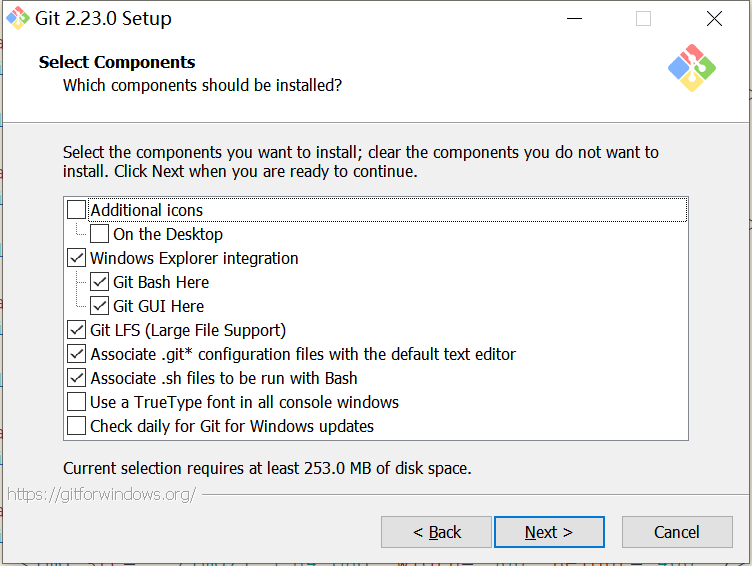 Git 2.23.0 Setup
Select Components
Which components should be installed?
Select the components you want to install; clear the components you do not want to
install. Click Next when you are ready to continue.
Additional icons
On the Desktop
Windows Explorer integration
Git Bash Here
Git GUI Here
Git LFS (Large File Support)
Associate .git* configuration files with the default text editor
Associate .sh files to be run with Bash
Use a TrueType font in all console windows
Check daily for Git for Windows updates
Current selection requires at least 253.0 MB of disk space.
https://gitforwindows.org/
< Back Next > Cancel